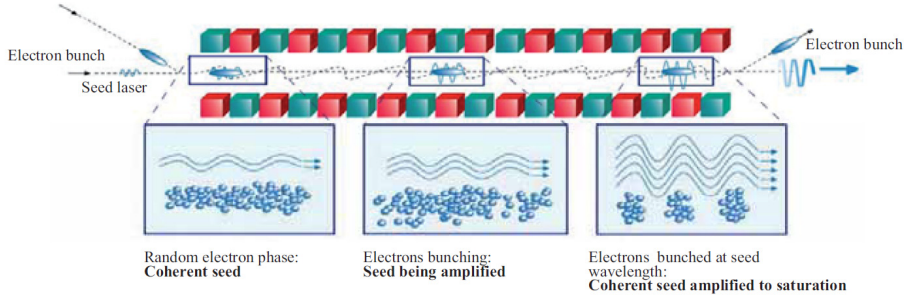 Electron bunch
Seed laser
Electron bunch
Random electron phase:
Coherent seed
Electrons bunching:
Seed being amplified
Electrons bunched at seed
wavelength:
Coherent seed amplified to saturation